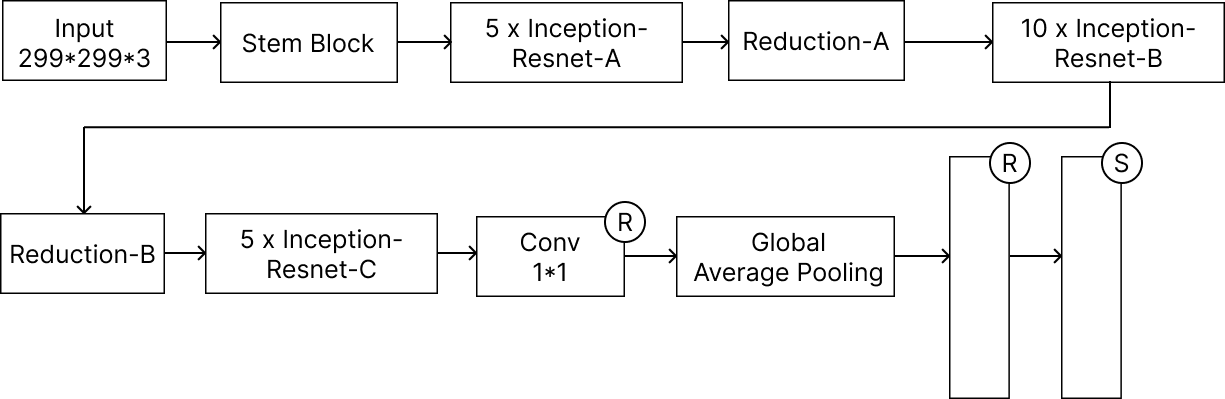 Input
299*299*3
Stem Block
5 x Inception-
Resnet-A
Reduction-A
10 x Inception-
Resnet-B
Reduction-B
5 x Inception-
Resnet-C
Conv
1*1
R
Global
Average Pooling
R
S